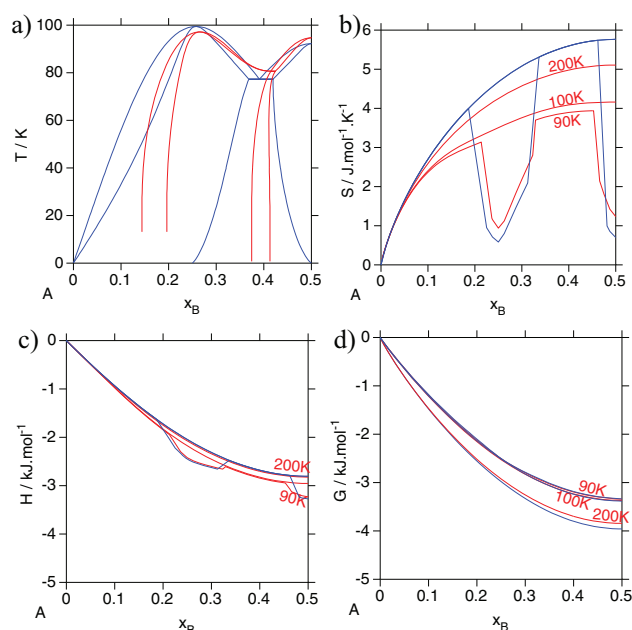 a)
100
80
60
40
20
0
T / K
0 0.1 0.2 0.3 0.4 0.5
A
x_B
b)
6
5
4
3
2
1
0
S / J.mol⁻¹.K⁻¹
200K
100K
90K
0 0.1 0.2 0.3 0.4 0.5
A
x_B
c)
0
-1
-2
-3
-4
-5
H / kJ.mol⁻¹
200K
90K
0 0.1 0.2 0.3 0.4 0.5
A
x_B
d)
0
-1
-2
-3
-4
-5
G / kJ.mol⁻¹
90K
100K
200K
0 0.1 0.2 0.3 0.4 0.5
A
x_B